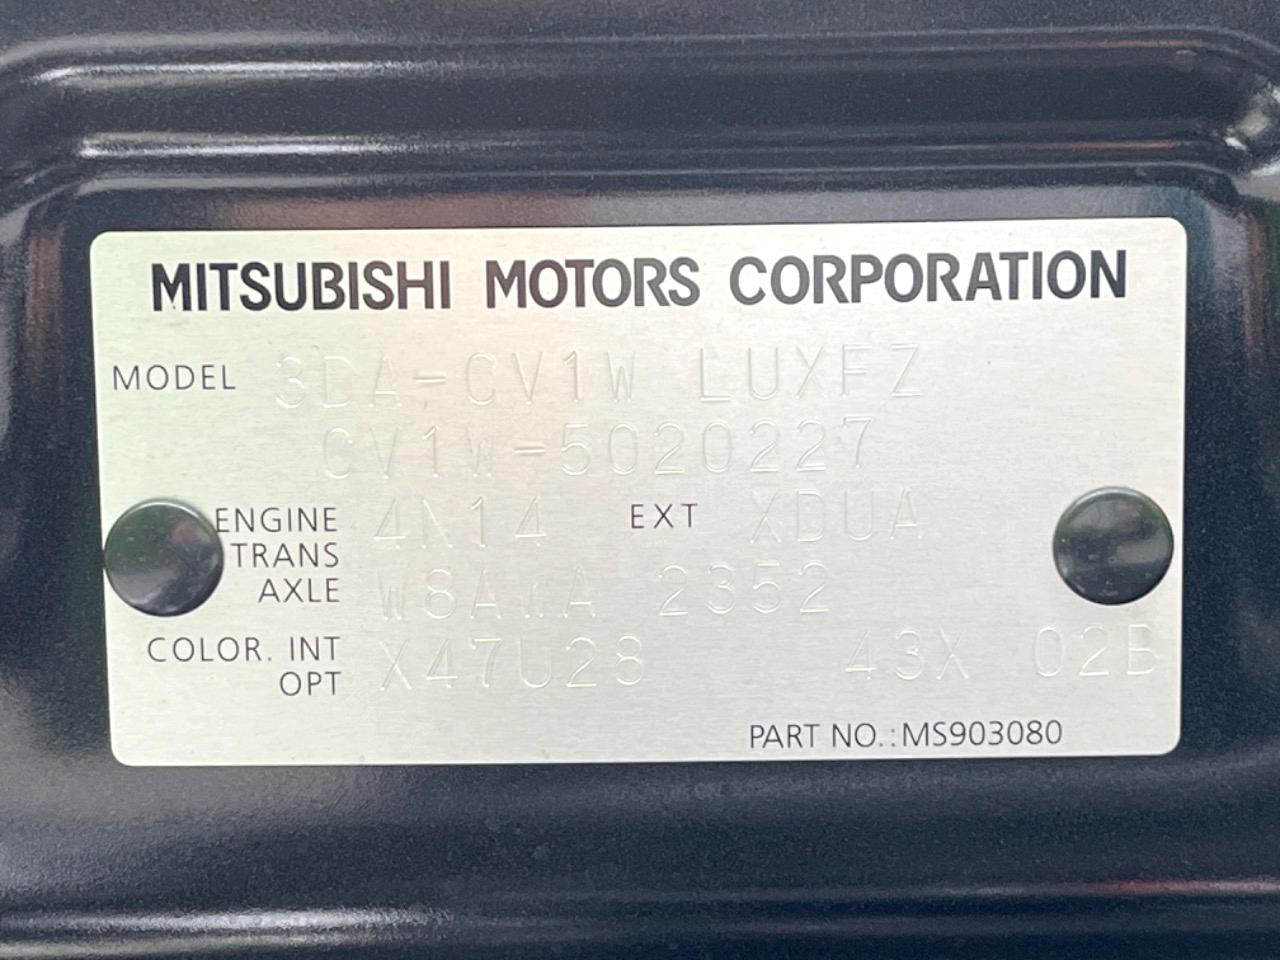 MITSUBISHI MOTORS CORPORATION
MODEL 3DA-CV1W LUXFZ
CV1W-5020227
ENGINE 4N14 EXT XDUA
TRANS
AXLE W8AWA 2352
COLOR. INT
OPT X47U28 43X 02B
PART NO.:MS903080